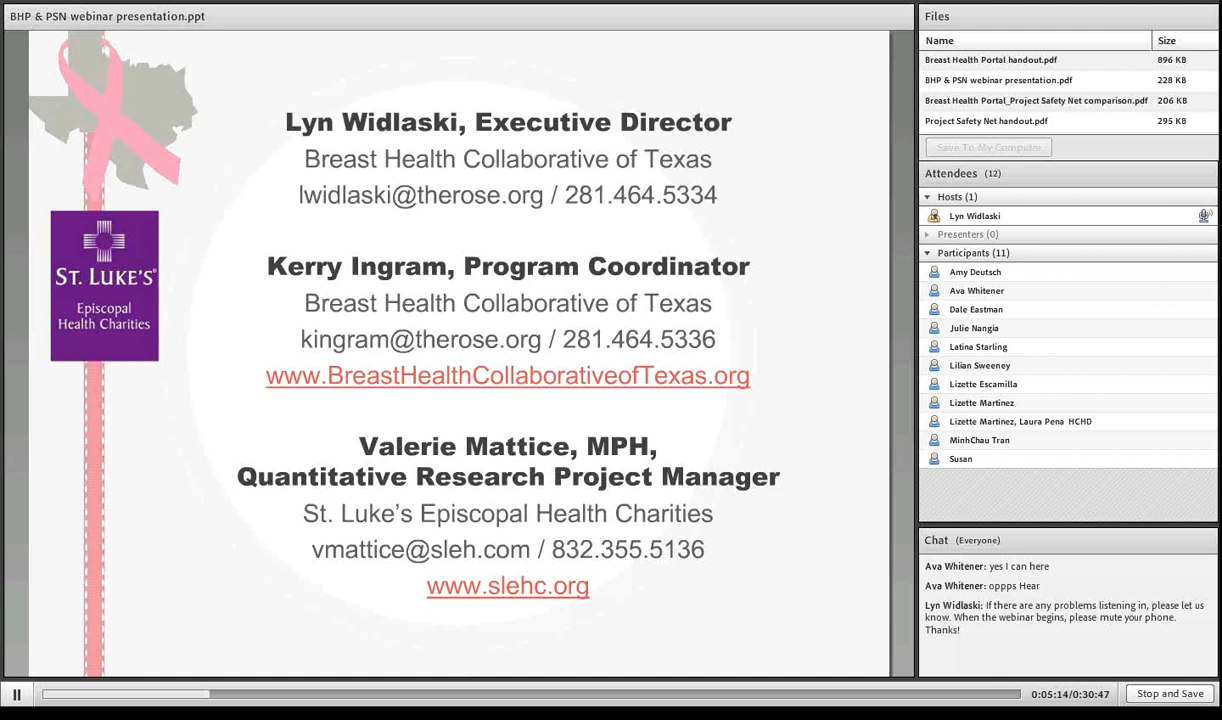 BHP & PSN webinar presentation.ppt
Lyn Widlaski, Executive Director
Breast Health Collaborative of Texas
lwidlaski@therose.org / 281.464.5334
Kerry Ingram, Program Coordinator
Breast Health Collaborative of Texas
kingram@therose.org / 281.464.5336
www.BreastHealthCollaborativeofTexas.org
Valerie Mattice, MPH,
Quantitative Research Project Manager
St. Luke's Episcopal Health Charities
vmattice@sleh.com / 832.355.5136
www.slehc.org
ST. LUKE'S®
Episcopal
Health Charities
Files
Name Size
Breast Health Portal handout.pdf 896 KB
BHP & PSN webinar presentation.pdf 228 KB
Breast Health Portal_Project Safety Net comparison.pdf 206 KB
Project Safety Net handout.pdf 295 KB
Save To My Computer
Attendees (12)
Hosts (1)
Lyn Widlaski
Presenters (0)
Participants (11)
Amy Deutsch
Ava Whitener
Dale Eastman
Julie Nangia
Latina Starling
Lilian Sweeney
Lizette Escamilla
Lizette Martinez
Lizette Martinez, Laura Pena HCHD
MinhChau Tran
Susan
Chat (Everyone)
Ava Whitener: yes I can here
Ava Whitener: oppps Hear
Lyn Widlaski: If there are any problems listening in, please let us
know. When the webinar begins, please mute your phone.
Thanks!
0:05:14/0:30:47
Stop and Save